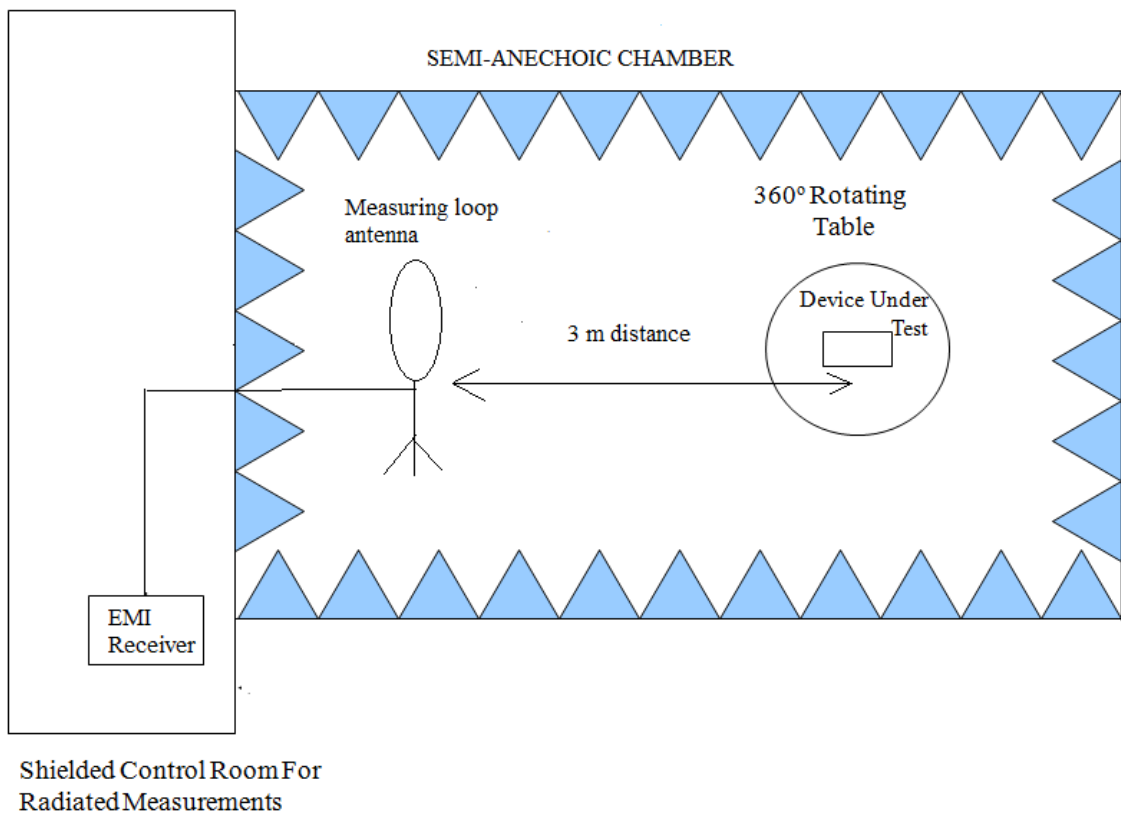 SEMI-ANECHOIC CHAMBER
Measuring loop
antenna
360º Rotating
Table
Device Under
Test
3 m distance
EMI
Receiver
Shielded Control Room For
Radiated Measurements